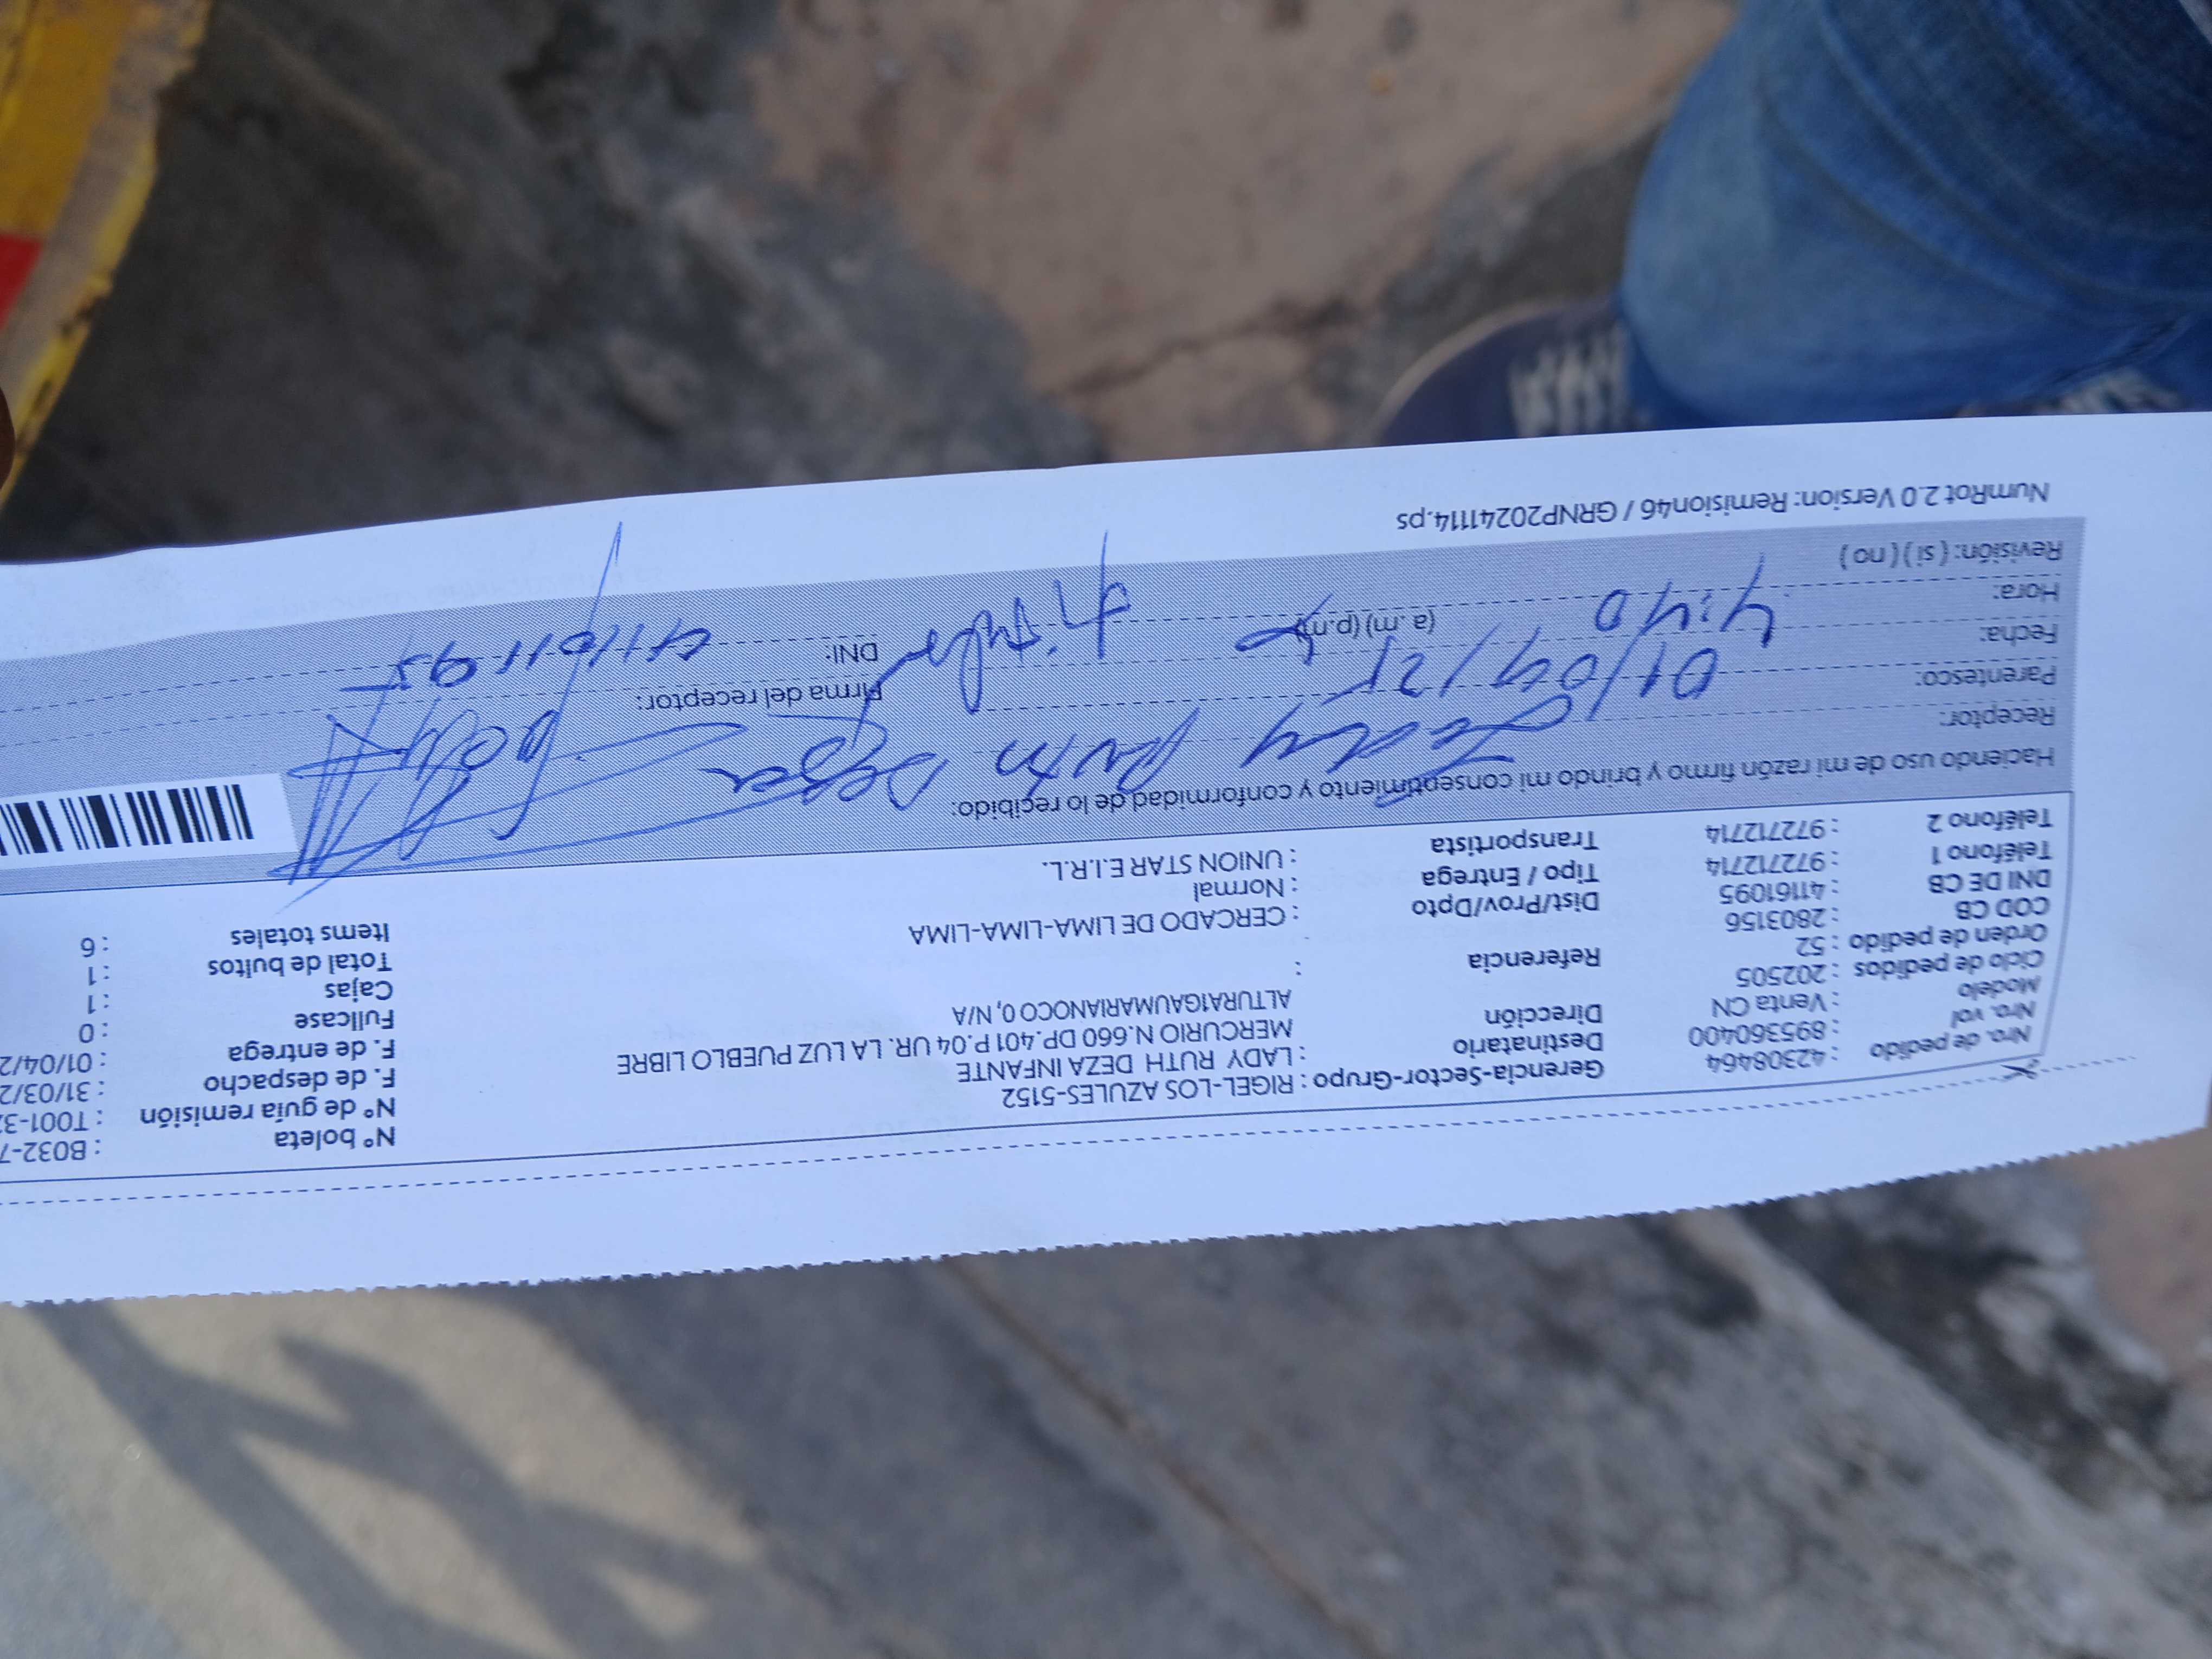 Nro. de pedido : 42308464
Nro. vol : 895360400
Modelo : Venta CN
Ciclo de pedidos : 202505
Orden de pedido : 52
COD CB : 2803156
DNI DE CB : 41161095
Teléfono 1 : 972712714
Teléfono 2 : 972712714
Gerencia-Sector-Grupo : RIGEL-LOS AZULES-5152
Destinatario : LADY RUTH DEZA INFANTE
Dirección MERCURIO N.660 DP.401 P.04 UR. LA LUZ PUEBLO LIBRE
ALTURA1GAUMARIANOCO 0, N/A
Referencia :
Dist/Prov/Dpto : CERCADO DE LIMA-LIMA-LIMA
Tipo / Entrega : Normal
Transportista : UNION STAR E.I.R.L.
N° boleta : B032-7
N° de guía remisión : T001-3
F. de despacho : 31/03/2
F. de entrega : 01/04/2
Fullcase : 0
Cajas : 1
Total de bultos : 1
Items totales : 6
Haciendo uso de mi razón firmo y brindo mi consentimiento y conformidad de lo recibido:
Receptor: Lady Ruth Deza
Parentesco:
Fecha: 01/04/25
Hora: 4:40 (a.m) (p.m)
Revisión: ( si ) ( no )
Firma del receptor:
DNI:
NumRot 2.0 Version: Remision46 / GRNP20241114.ps